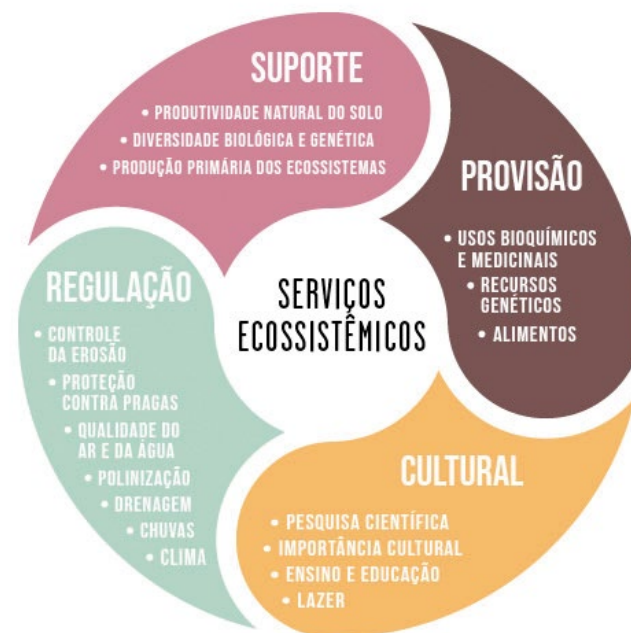 SUPORTE
• PRODUTIVIDADE NATURAL DO SOLO
• DIVERSIDADE BIOLÓGICA E GENÉTICA
• PRODUÇÃO PRIMÁRIA DOS ECOSSISTEMAS
PROVISÃO
• USOS BIOQUÍMICOS
E MEDICINAIS
• RECURSOS
GENÉTICOS
• ALIMENTOS
SERVIÇOS
ECOSSISTÊMICOS
REGULAÇÃO
• CONTROLE
DA EROSÃO
• PROTEÇÃO
CONTRA PRAGAS
• QUALIDADE DO
AR E DA ÁGUA
• POLINIZAÇÃO
• DRENAGEM
• CHUVAS
• CLIMA
CULTURAL
• PESQUISA CIENTÍFICA
• IMPORTÂNCIA CULTURAL
• ENSINO E EDUCAÇÃO
• LAZER